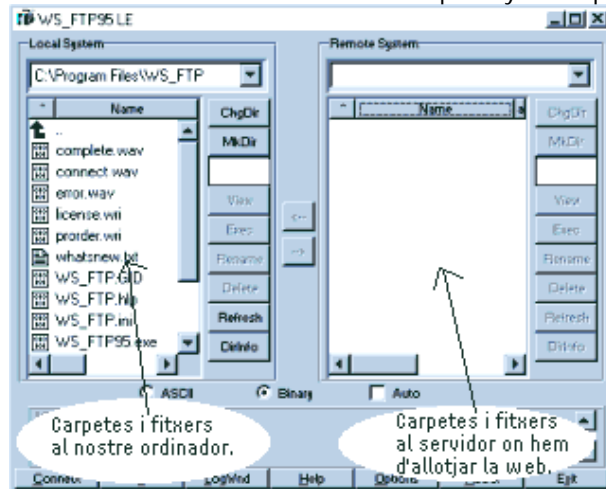 WS_FTP95 LE
Local System
Remote System
C:\Program Files\WS_FTP
Name
ChgDir
Name
ChgDir
..
MkDir
MkDir
complete.wav
connect.wav
error.wav
View
View
license.wri
<--
Exec
Exec
prorder.wri
-->
whatsnew.txt
Rename
Rename
WS_FTP.GID
Delete
Delete
WS_FTP.hlp
WS_FTP.ini
Refresh
Refresh
WS_FTP95.exe
DirInfo
DirInfo
ASCII
Binary
Auto
Carpetes i fitxers
al nostre ordinador.
Carpetes i fitxers
al servidor on hem
d'allotjar la web.
Connect
LogWnd
Help
Options
Exit